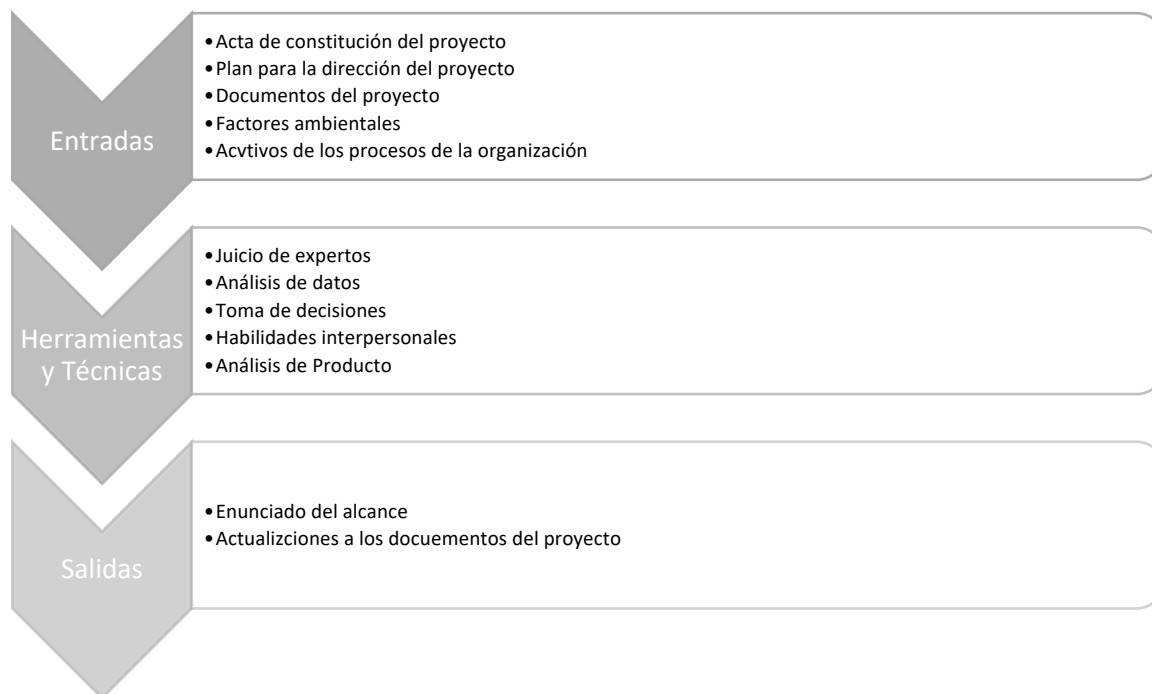 Entradas
•Acta de constitución del proyecto
•Plan para la dirección del proyecto
•Documentos del proyecto
•Factores ambientales
•Acvtivos de los procesos de la organización
Herramientas
y Técnicas
•Juicio de expertos
•Análisis de datos
•Toma de decisiones
•Habilidades interpersonales
•Análisis de Producto
Salidas
•Enunciado del alcance
•Actualizciones a los docuementos del proyecto